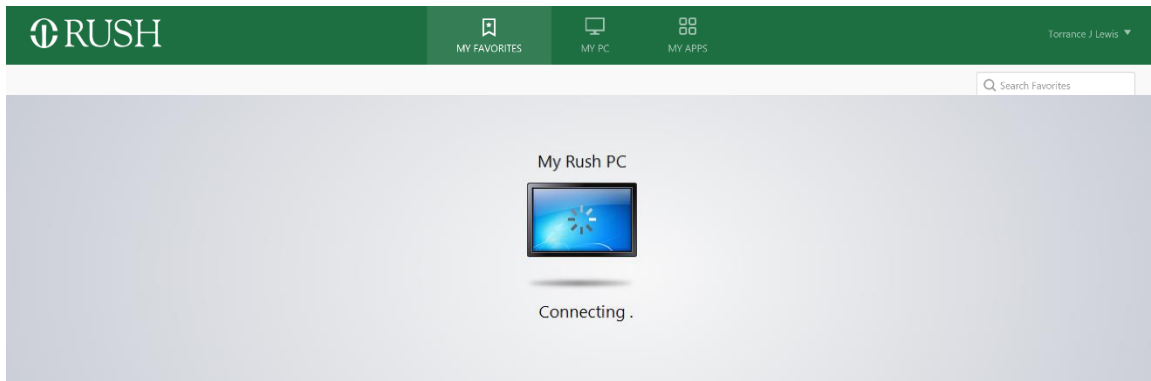 RUSH
MY FAVORITES
MY PC
MY APPS
Torrance J Lewis
Search Favorites
My Rush PC
Connecting .